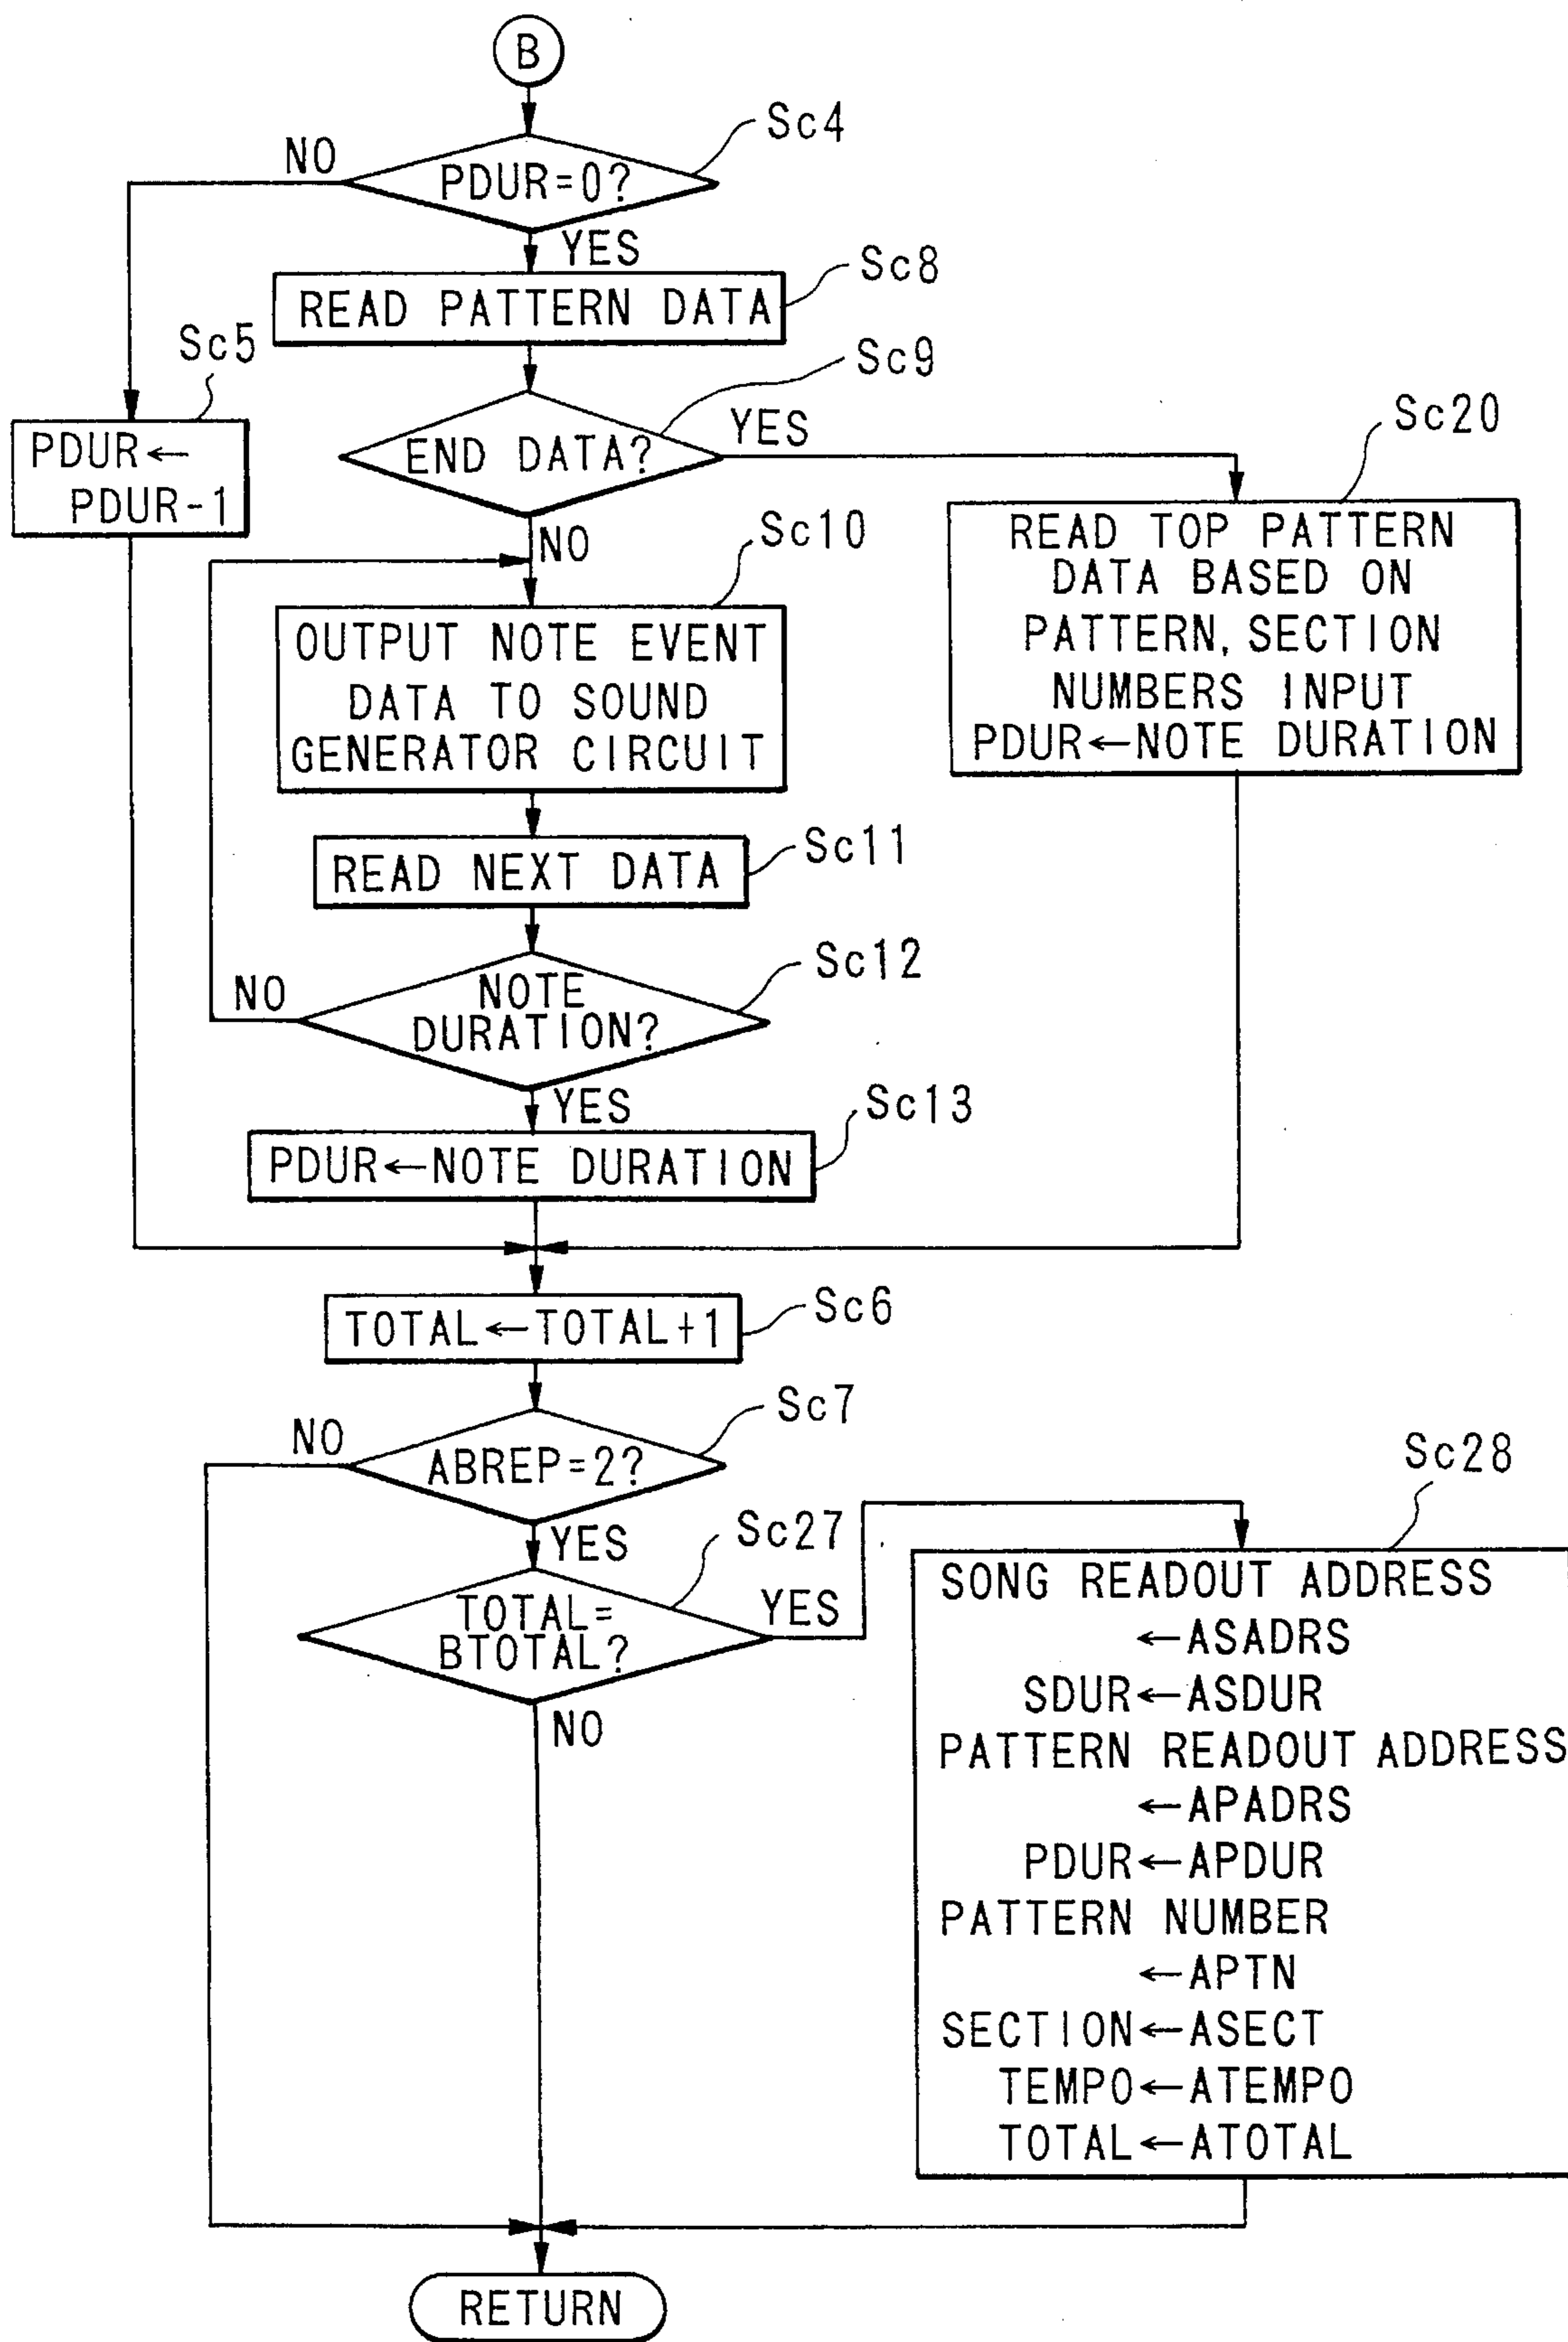 B
Sc4
NO
PDUR=0?
YES
Sc8
READ PATTERN DATA
Sc5
PDUR←
PDUR-1
Sc9
END DATA?
YES
Sc20
READ TOP PATTERN
DATA BASED ON
PATTERN, SECTION
NUMBERS INPUT
PDUR←NOTE DURATION
NO
Sc10
OUTPUT NOTE EVENT
DATA TO SOUND
GENERATOR CIRCUIT
Sc11
READ NEXT DATA
Sc12
NO
NOTE
DURATION?
YES
Sc13
PDUR←NOTE DURATION
Sc6
TOTAL←TOTAL+1
Sc7
NO
ABREP=2?
YES
Sc27
TOTAL=
BTOTAL?
YES
NO
Sc28
SONG READOUT ADDRESS
←ASADRS
SDUR←ASDUR
PATTERN READOUT ADDRESS
←APADRS
PDUR←APDUR
PATTERN NUMBER
←APTN
SECTION←ASECT
TEMPO←ATEMPO
TOTAL←ATOTAL
RETURN